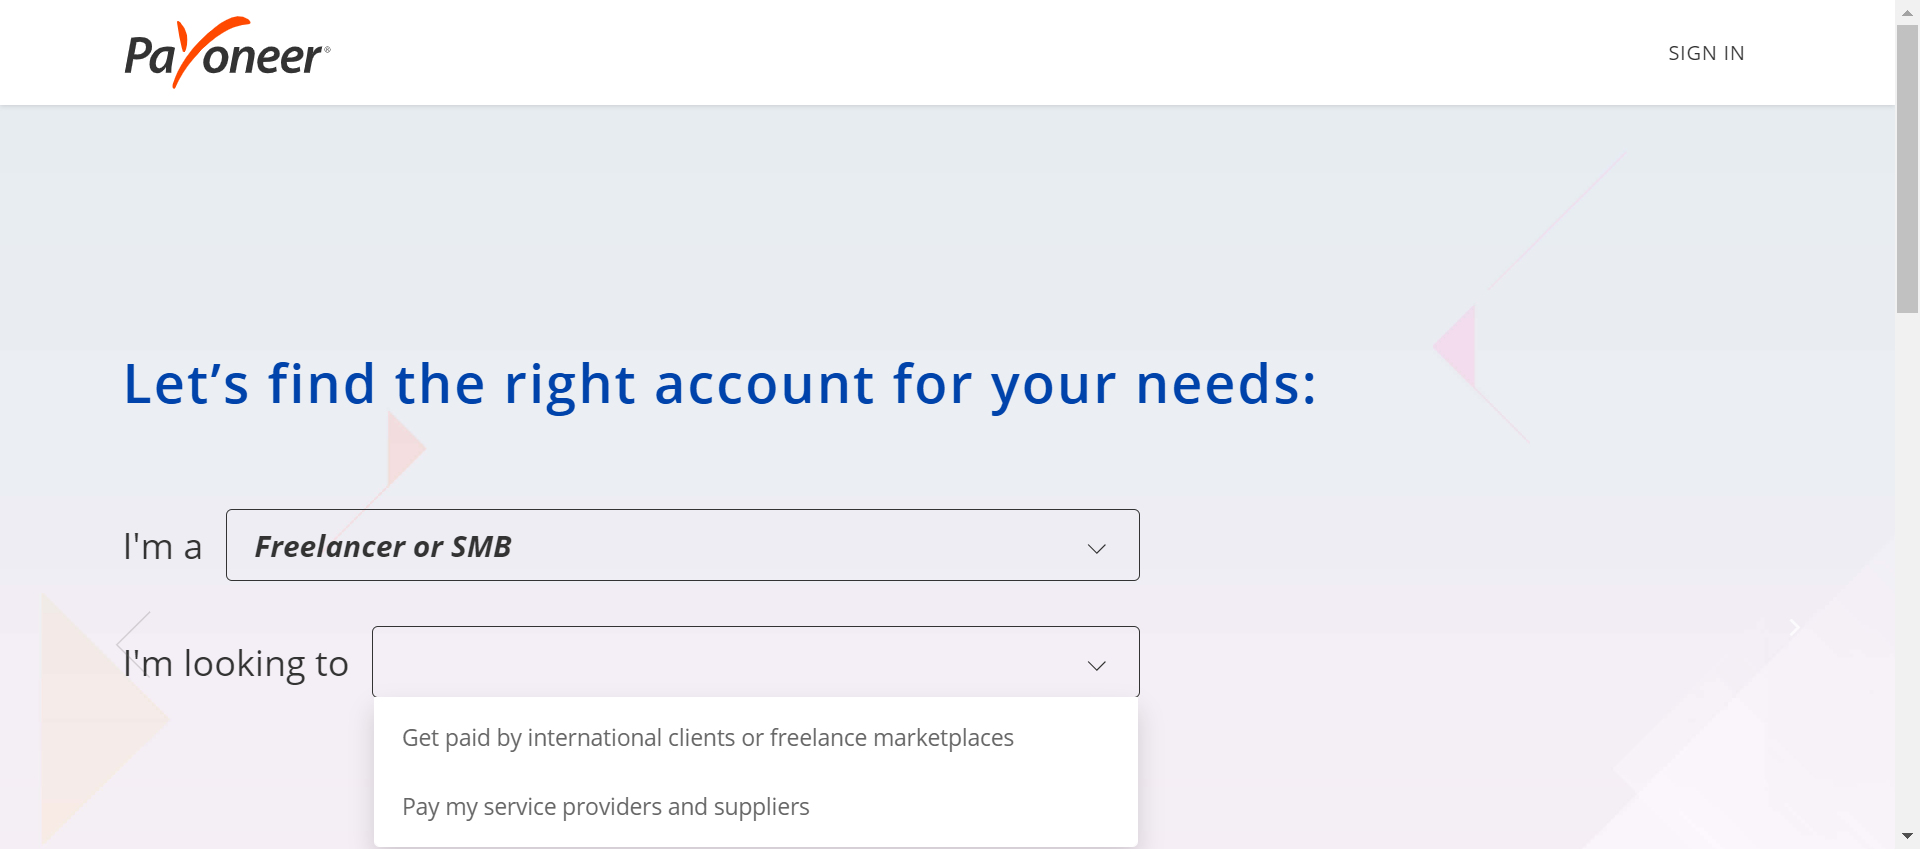 Payoneer®
SIGN IN
Let’s find the right account for your needs:
I'm a
Freelancer or SMB
I'm looking to
Get paid by international clients or freelance marketplaces
Pay my service providers and suppliers